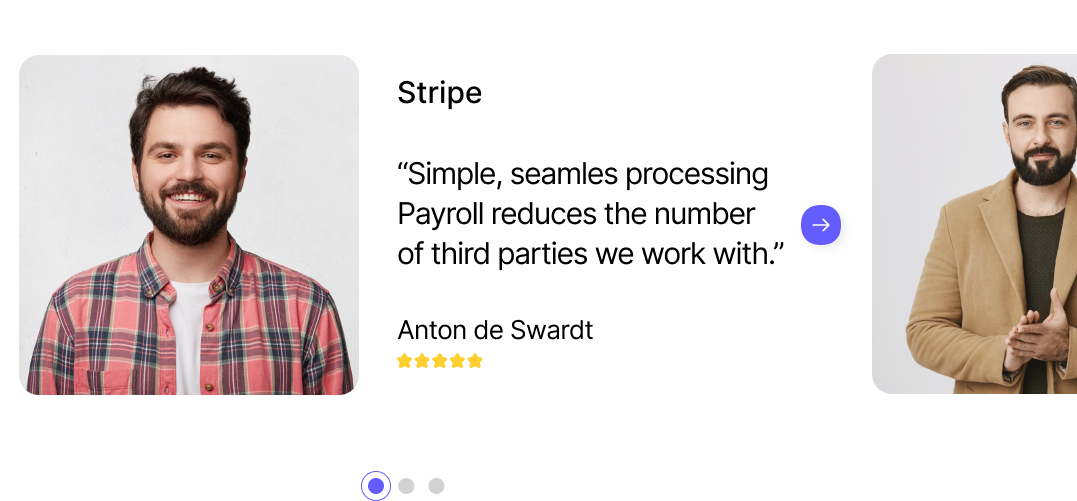 Stripe
“Simple, seamles processing
Payroll reduces the number
of third parties we work with.”
Anton de Swardt